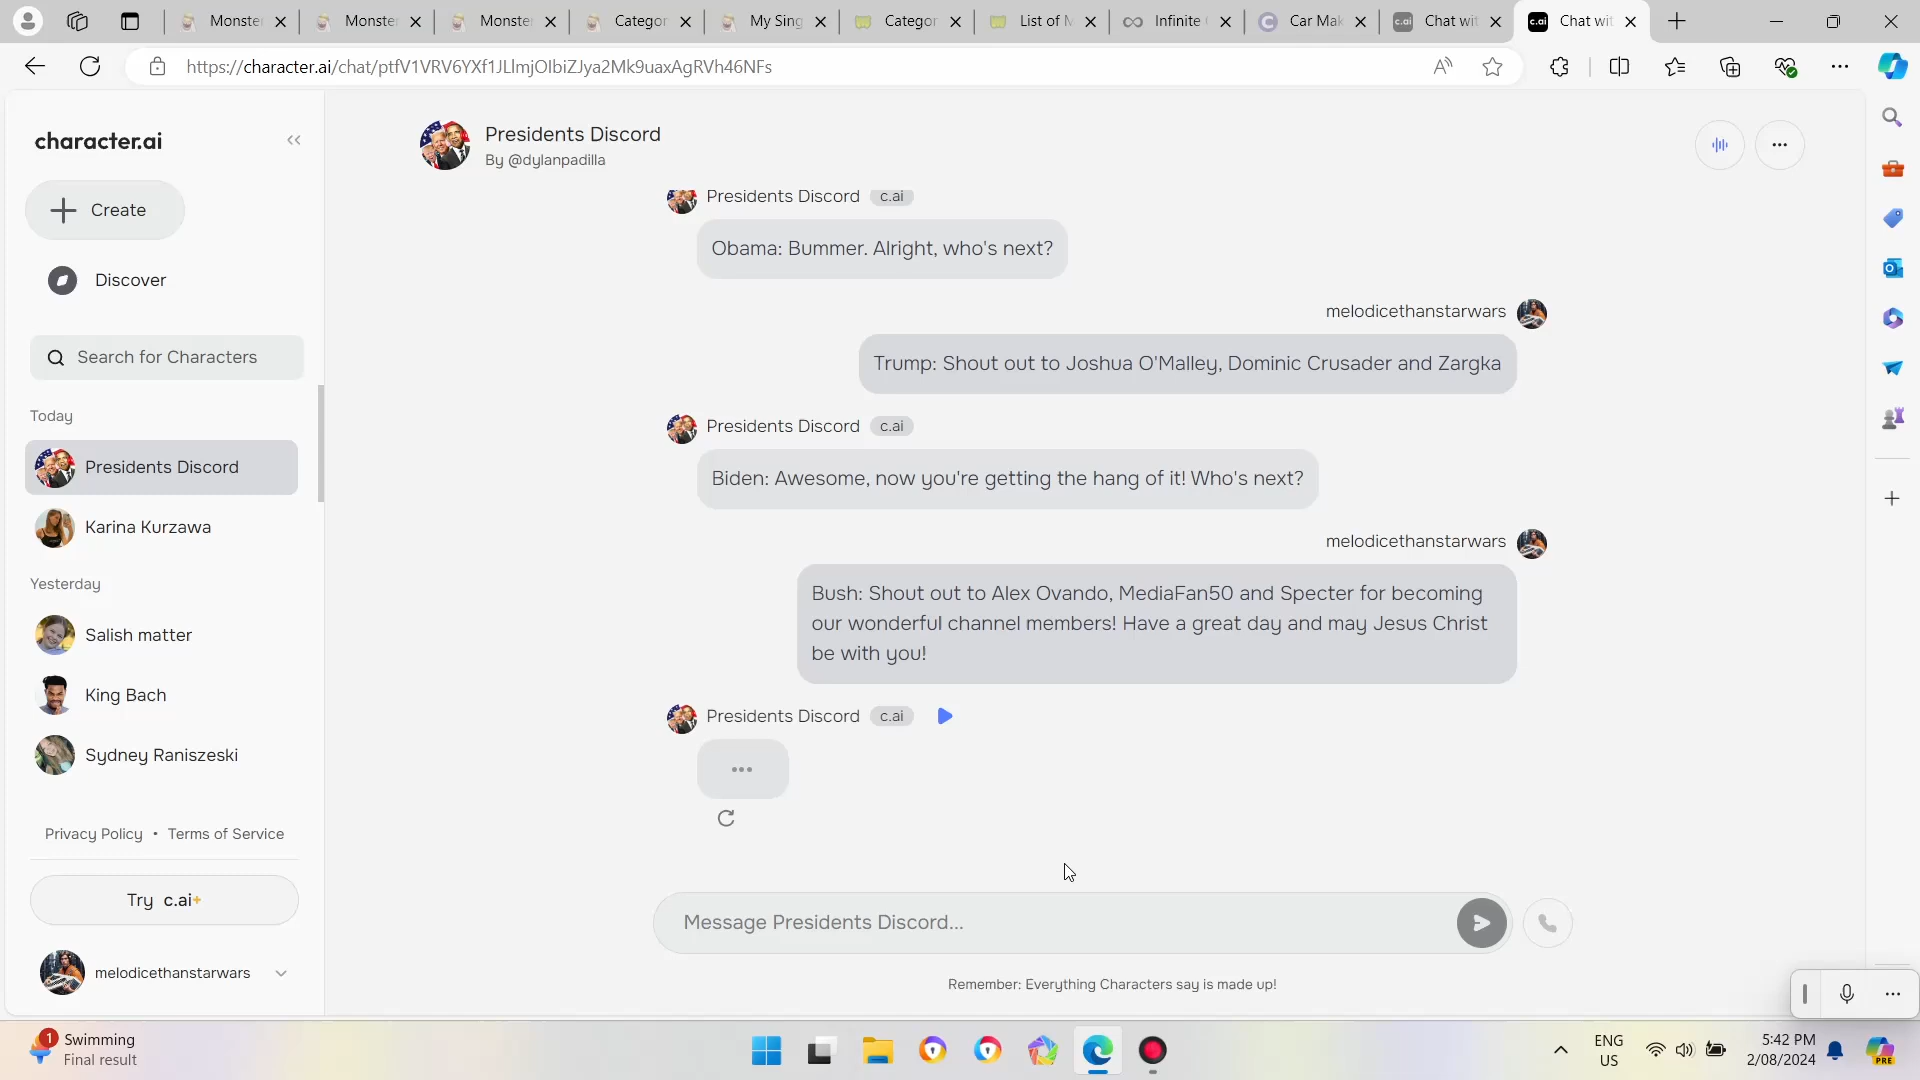 Monster
Monster
Monster
Categor
My Sing
Categor
List of M
Infinite
Car Mak
Chat wit
Chat wit
https://character.ai/chat/ptfV1VRV6YXf1JLlmjOIbiZJya2Mk9uaxAgRVh46NFs
character.ai
Create
Discover
Search for Characters
Today
Presidents Discord
Karina Kurzawa
Yesterday
Salish matter
King Bach
Sydney Raniszeski
Privacy Policy • Terms of Service
Try c.ai+
melodicethanstarwars
Presidents Discord
By @dylanpadilla
Presidents Discord c.ai
Obama: Bummer. Alright, who's next?
melodicethanstarwars
Trump: Shout out to Joshua O'Malley, Dominic Crusader and Zargka
Presidents Discord c.ai
Biden: Awesome, now you're getting the hang of it! Who's next?
melodicethanstarwars
Bush: Shout out to Alex Ovando, MediaFan50 and Specter for becoming
our wonderful channel members! Have a great day and may Jesus Christ
be with you!
Presidents Discord c.ai
Message Presidents Discord...
Remember: Everything Characters say is made up!
1
Swimming
Final result
ENG
US
5:42 PM
2/08/2024
PRE